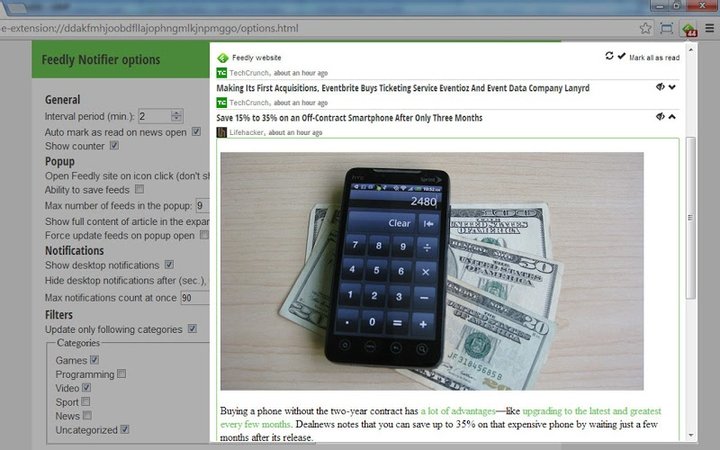 e-extension://ddakfmhjoobdfllajophngmlkjnpmggo/options.html
44
Feedly Notifier options
General
Interval period (min.): 2
Auto mark as read on news open
Show counter
Popup
Open Feedly site on icon click (don't sh
Ability to save feeds
Max number of feeds in the popup: 9
Show full content of article in the expan
Force update feeds on popup open
Notifications
Show desktop notifications
Hide desktop notifications after (sec.),
Max notifications count at once 90
Filters
Update only following categories
Categories
Games
Programming
Video
Sport
News
Uncategorized
Feedly website
Mark all as read
TC TechCrunch, about an hour ago
Making Its First Acquisitions, Eventbrite Buys Ticketing Service Eventioz And Event Data Company Lanyrd
TC TechCrunch, about an hour ago
Save 15% to 35% on an Off-Contract Smartphone After Only Three Months
Lifehacker, about an hour ago
hTC Sprint
10:52
2480
Clear
7 8 9 ÷
4 5 6 ×
1 2 3 −
. 0 = +
UNITED STATES
OF AMERICA
JF31845685B
Buying a phone without the two-year contract has a lot of advantages—like upgrading to the latest and greatest
every few months. Dealnews notes that you can save up to 35% on that expensive phone by waiting just a few
months after its release.